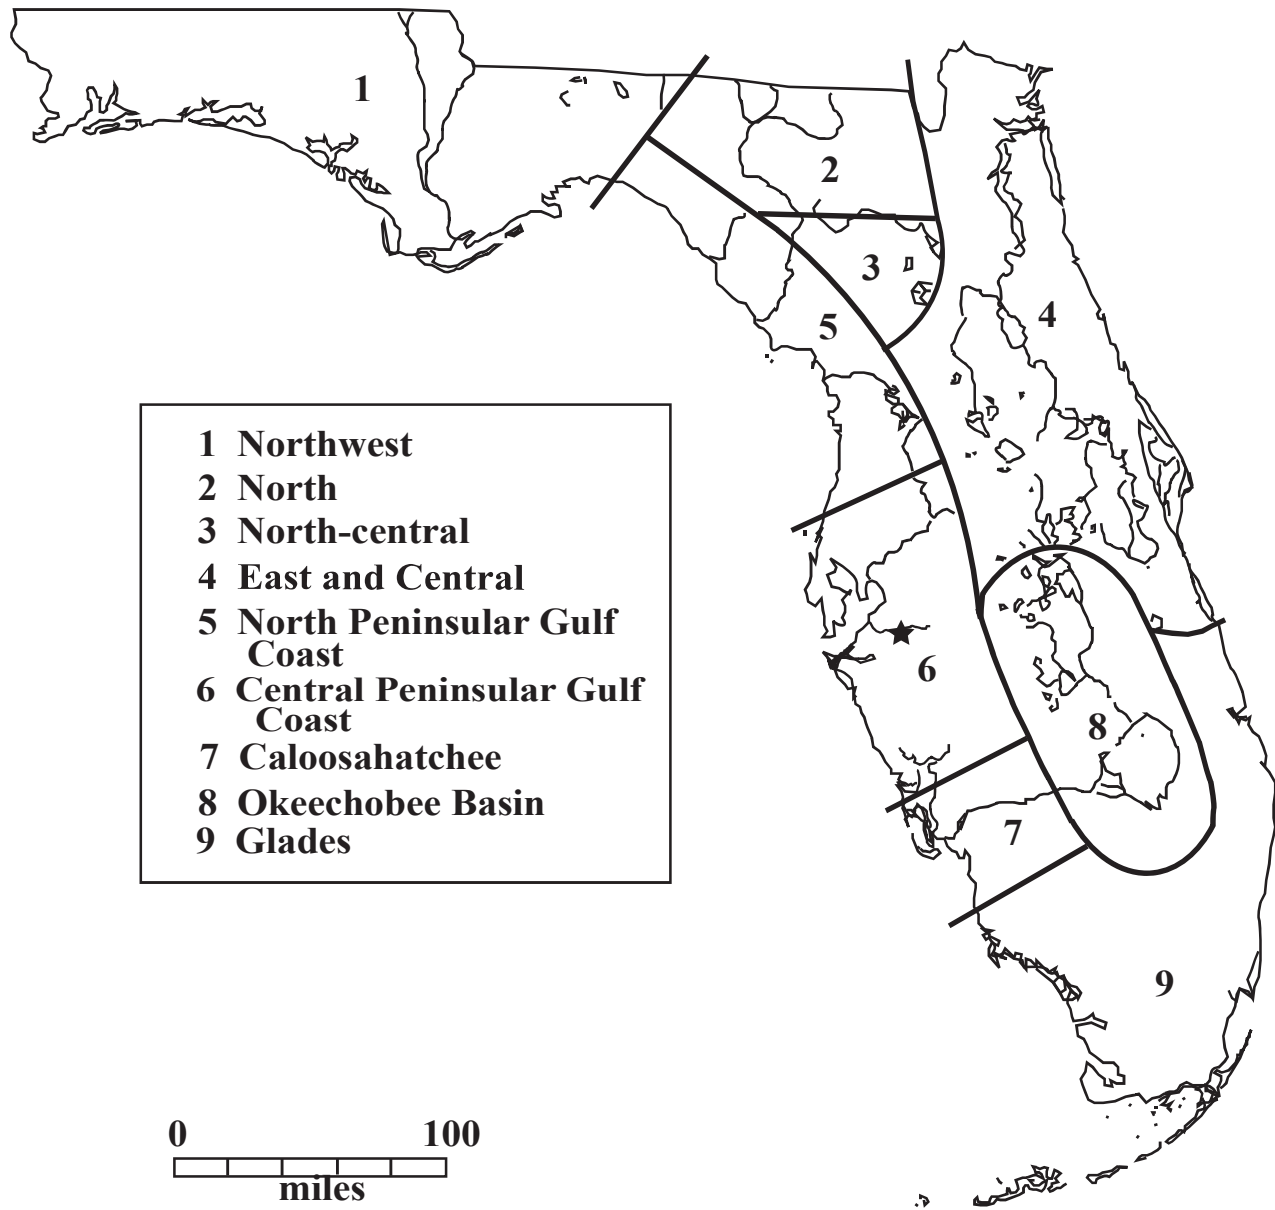 1
2
3
4
5
1 Northwest
2 North
3 North-central
4 East and Central
5 North Peninsular Gulf
Coast
6 Central Peninsular Gulf
Coast
7 Caloosahatchee
8 Okeechobee Basin
9 Glades
6
8
7
9
0 100
miles